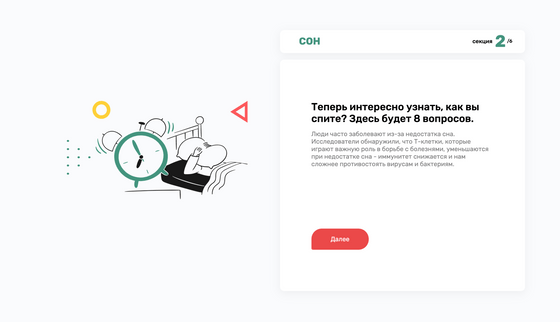 СОН
секция 2 /6
Теперь интересно узнать, как вы
спите? Здесь будет 8 вопросов.
Люди часто заболевают из-за недостатка сна.
Исследователи обнаружили, что Т-клетки, которые
играют важную роль в борьбе с болезнями, уменьшаются
при недостатке сна - иммунитет снижается и нам
сложнее противостоять вирусам и бактериям.
Далее